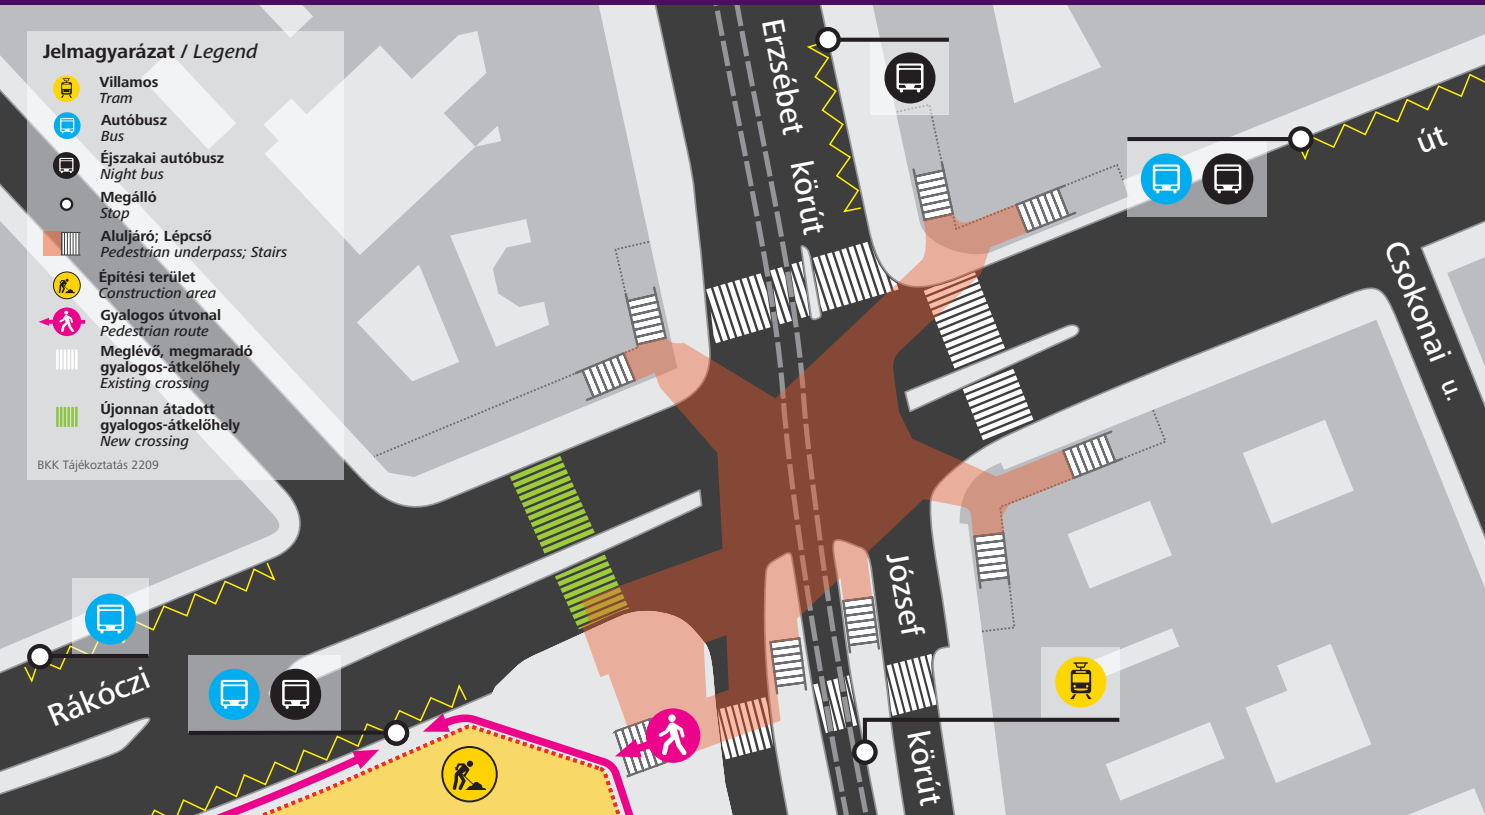 Jelmagyarázat / Legend
Villamos
Tram
Autóbusz
Bus
Éjszakai autóbusz
Night bus
Megálló
Stop
Aluljáró; Lépcső
Pedestrian underpass; Stairs
Építési terület
Construction area
Gyalogos útvonal
Pedestrian route
Meglévő, megmaradó
gyalogos-átkelőhely
Existing crossing
Újonnan átadott
gyalogos-átkelőhely
New crossing
BKK Tájékoztatás 2209
Erzsébet körút
út
Csokonai u.
József körút
Rákóczi